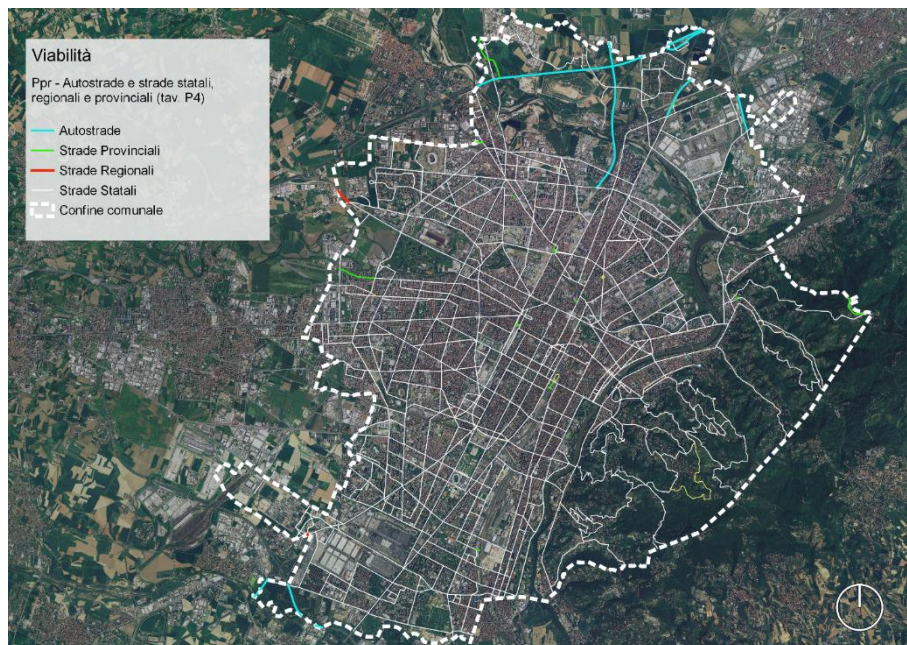 Viabilità
Ppr - Autostrade e strade statali,
regionali e provinciali (tav. P4)
Autostrade
Strade Provinciali
Strade Regionali
Strade Statali
Confine comunale